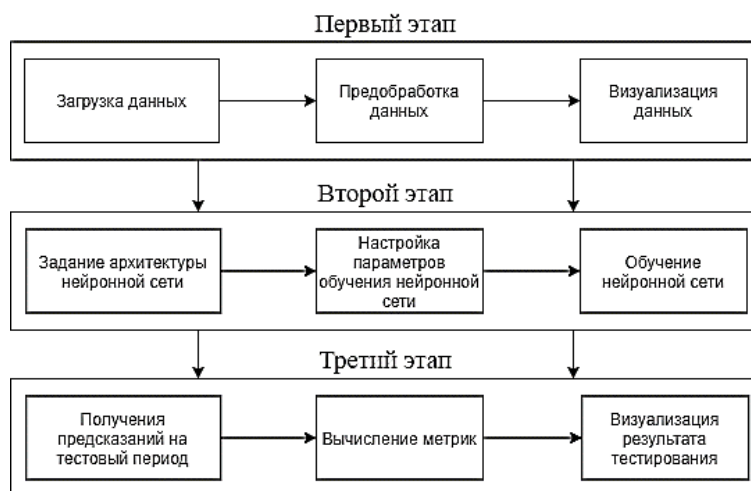 Первый этап
Загрузка данных
Предобработка
данных
Визуализация
данных
Второй этап
Задание архитектуры
нейронной сети
Настройка
параметров
обучения нейронной
сети
Обучение
нейронной сети
Третий этап
Получения
предсказаний на
тестовый период
Вычисление метрик
Визуализация
результата
тестирования